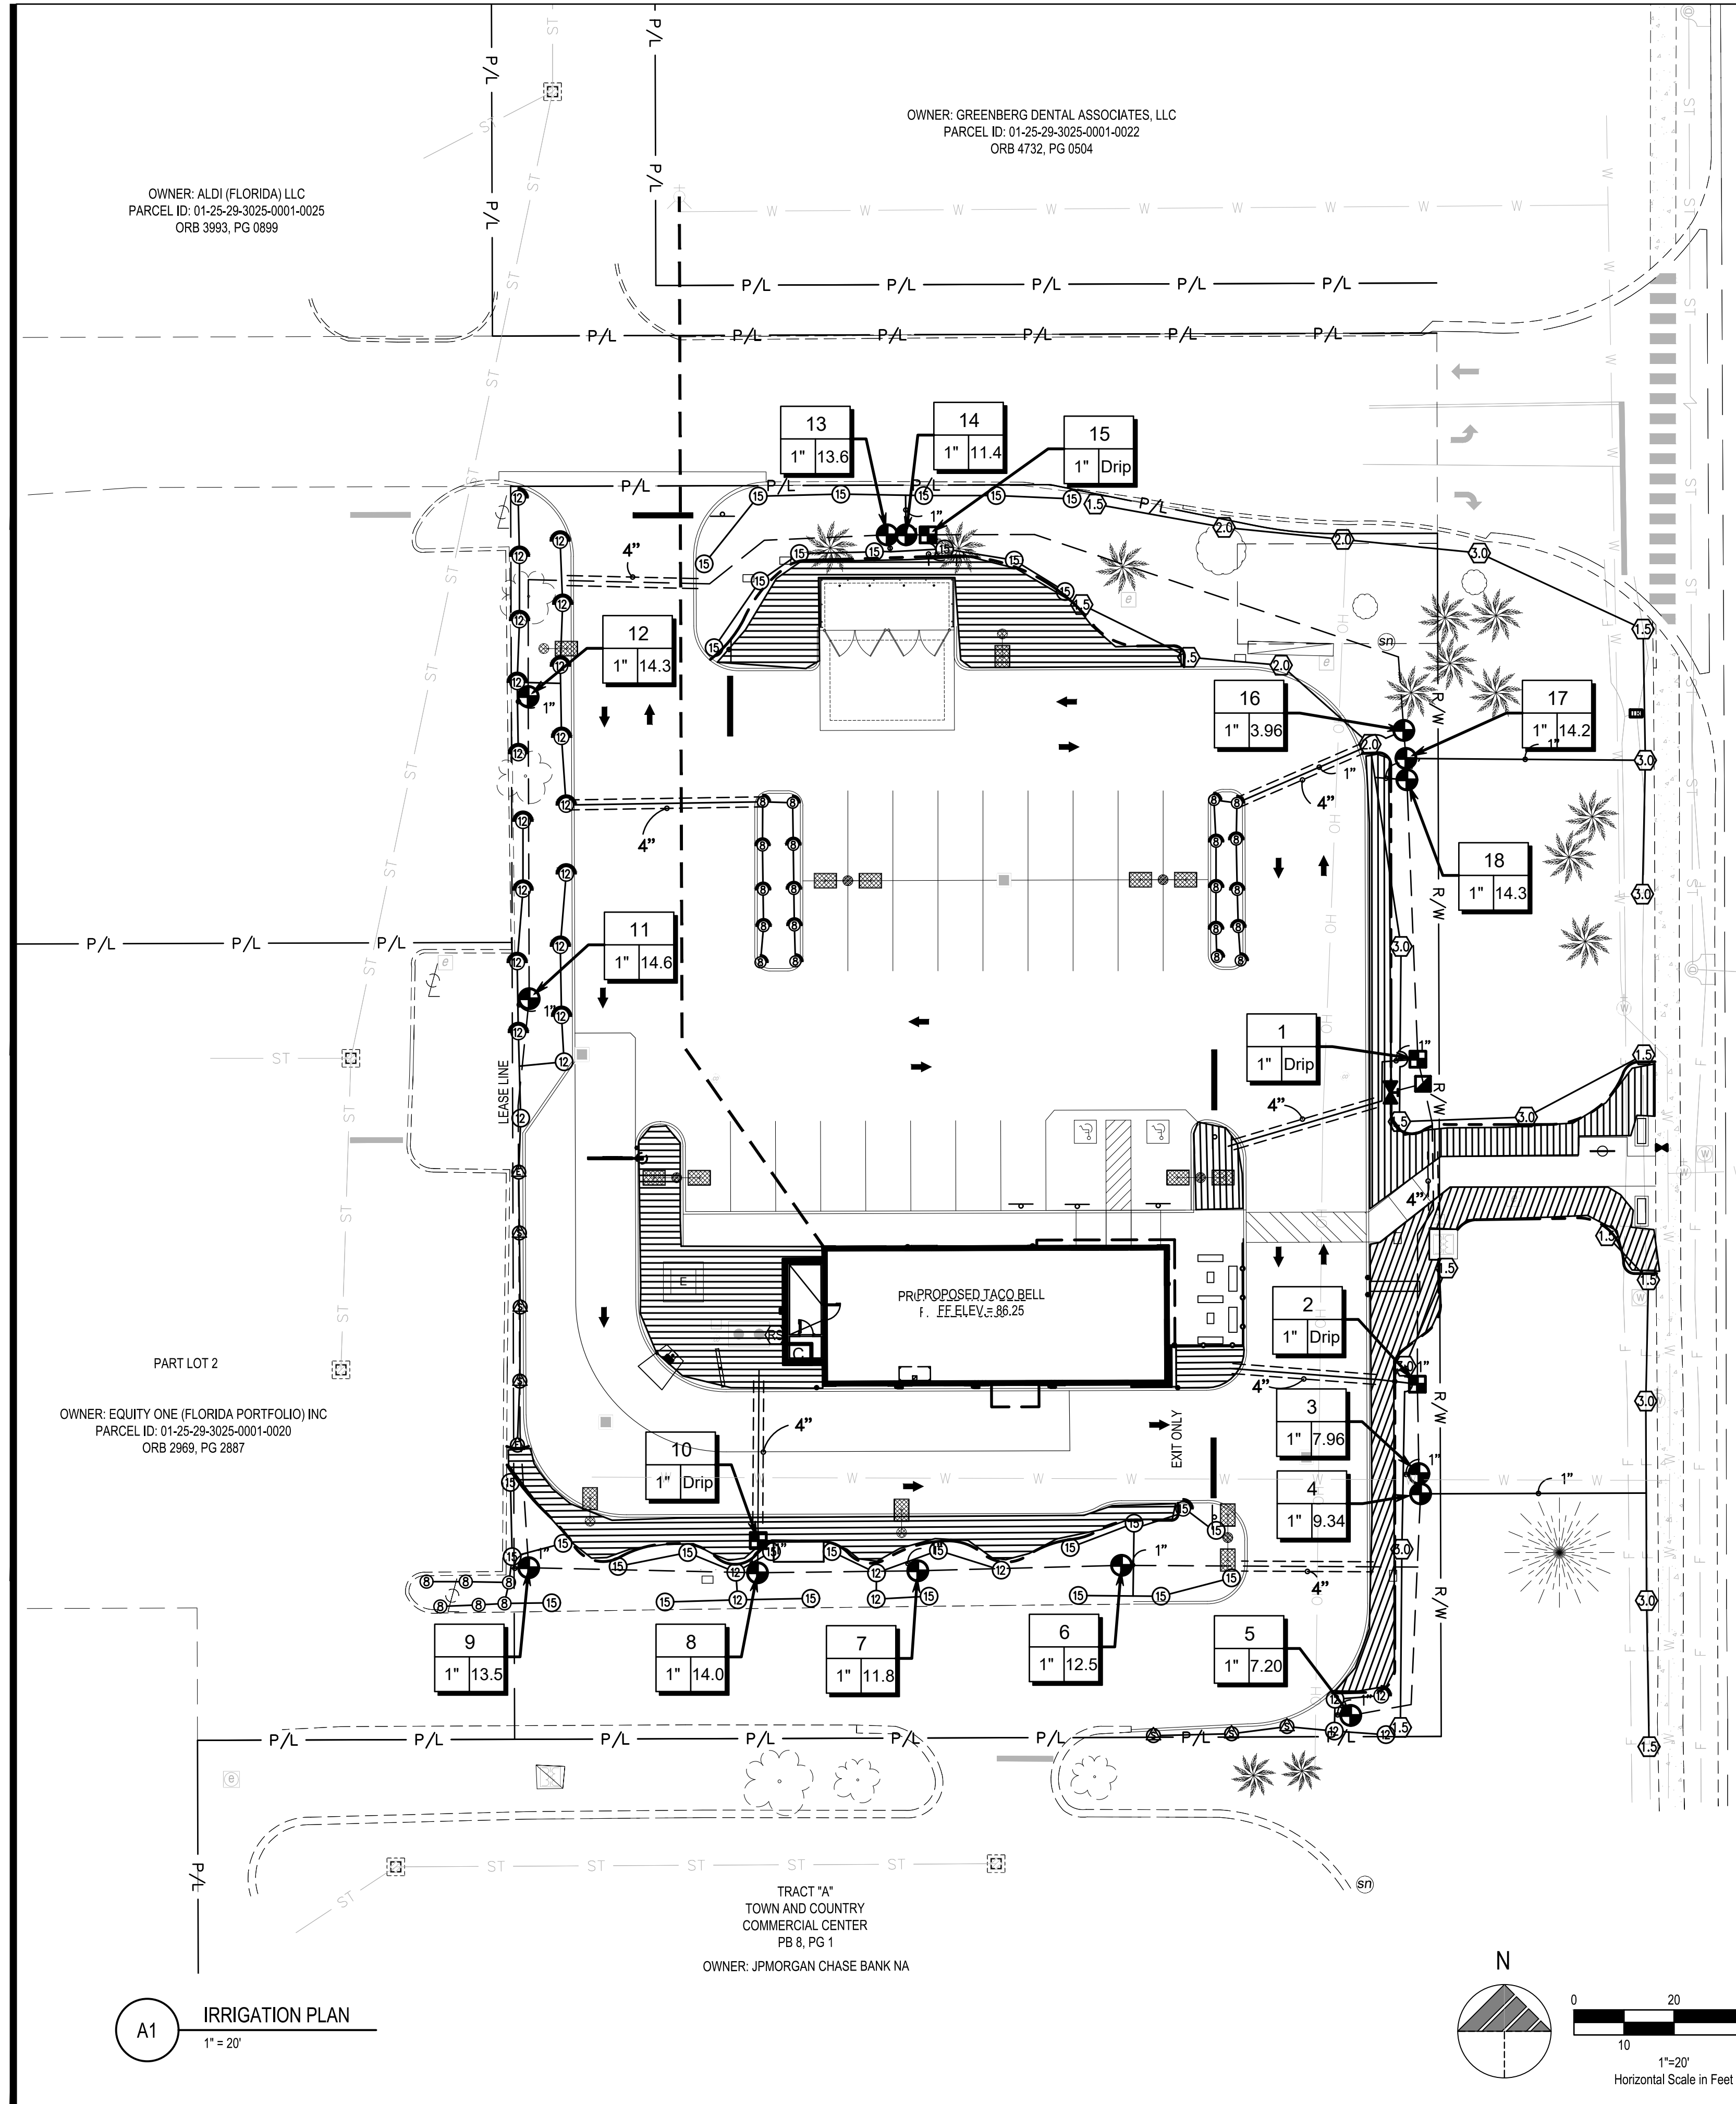 OWNER: GREENBERG DENTAL ASSOCIATES, LLC
PARCEL ID: 01-25-29-3025-0001-0022
ORB 4732, PG 0504
OWNER: ALDI (FLORIDA) LLC
PARCEL ID: 01-25-29-3025-0001-0025
ORB 3993, PG 0899
P/L P/L P/L P/L P/L
P/L P/L P/L P/L P/L P/L
13
1" 13.6
14
1" 11.4
15
1" Drip
12
1" 14.3
16
1" 3.96
17
1" 14.2
18
1" 14.3
11
1" 14.6
P/L P/L P/L
1
1" Drip
LEASE LINE
PROPOSED TACO BELL
FF ELEV = 86.25
2
1" Drip
3
1" 7.96
4
1" 9.34
EXIT ONLY
10
1" Drip
PART LOT 2
OWNER: EQUITY ONE (FLORIDA PORTFOLIO) INC
PARCEL ID: 01-25-29-3025-0001-0020
ORB 2969, PG 2887
9
1" 13.5
8
1" 14.0
7
1" 11.8
6
1" 12.5
5
1" 7.20
P/L P/L P/L P/L P/L P/L P/L P/L
ST ST ST ST ST
TRACT "A"
TOWN AND COUNTRY
COMMERCIAL CENTER
PB 8, PG 1
OWNER: JPMORGAN CHASE BANK NA
A1
IRRIGATION PLAN
1" = 20'
N
0 20
10
1"=20'
Horizontal Scale in Feet